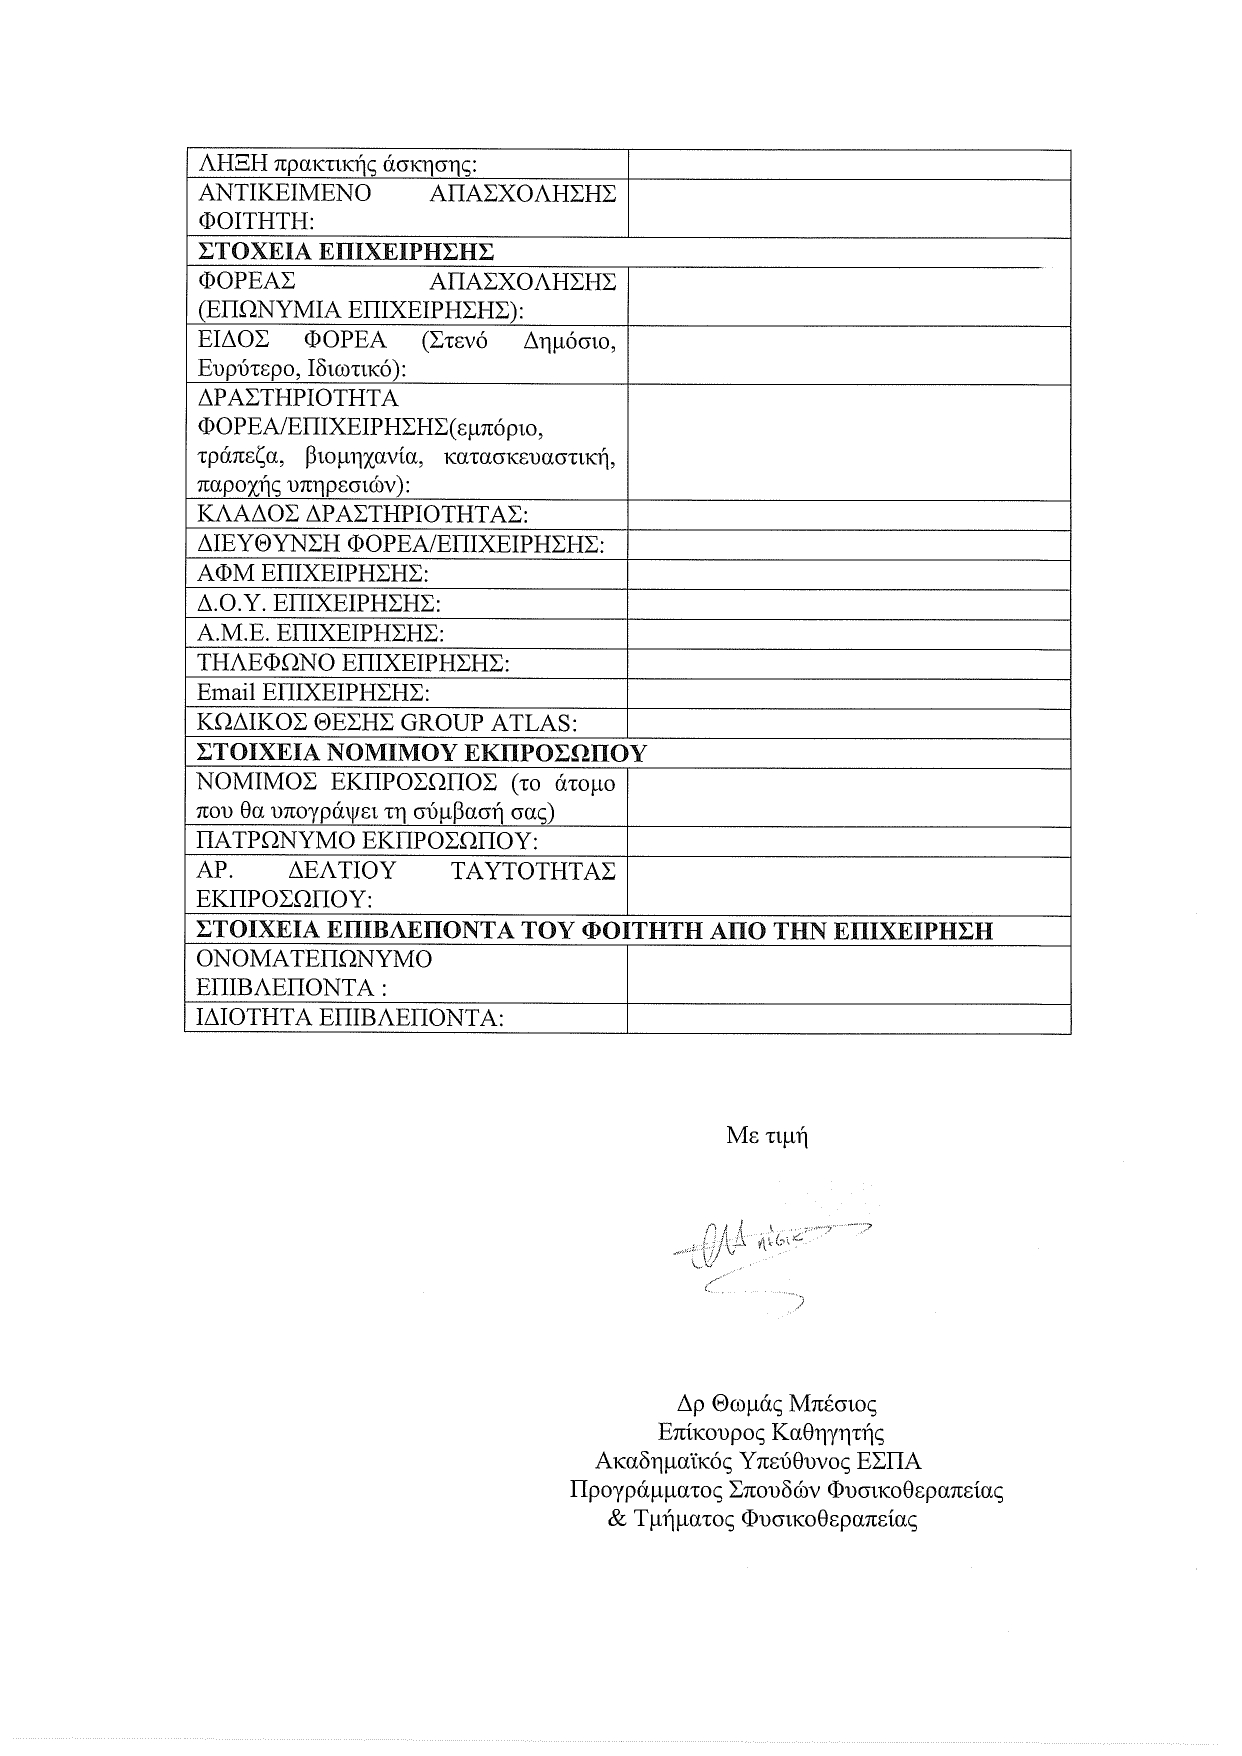 ΛΗΞΗ πρακτικής άσκησης:
ΑΝΤΙΚΕΙΜΕΝΟ ΑΠΑΣΧΟΛΗΣΗΣ
ΦΟΙΤΗΤΗ:
ΣΤΟΧΕΙΑ ΕΠΙΧΕΙΡΗΣΗΣ
ΦΟΡΕΑΣ ΑΠΑΣΧΟΛΗΣΗΣ
(ΕΠΩΝΥΜΙΑ ΕΠΙΧΕΙΡΗΣΗΣ):
ΕΙΔΟΣ ΦΟΡΕΑ (Στενό Δημόσιο,
Ευρύτερο, Ιδιωτικό):
ΔΡΑΣΤΗΡΙΟΤΗΤΑ
ΦΟΡΕΑ/ΕΠΙΧΕΙΡΗΣΗΣ(εμπόριο,
τράπεζα, βιομηχανία, κατασκευαστική,
παροχής υπηρεσιών):
ΚΛΑΔΟΣ ΔΡΑΣΤΗΡΙΟΤΗΤΑΣ:
ΔΙΕΥΘΥΝΣΗ ΦΟΡΕΑ/ΕΠΙΧΕΙΡΗΣΗΣ:
ΑΦΜ ΕΠΙΧΕΙΡΗΣΗΣ:
Δ.Ο.Υ. ΕΠΙΧΕΙΡΗΣΗΣ:
Α.Μ.Ε. ΕΠΙΧΕΙΡΗΣΗΣ:
ΤΗΛΕΦΩΝΟ ΕΠΙΧΕΙΡΗΣΗΣ:
Email ΕΠΙΧΕΙΡΗΣΗΣ:
ΚΩΔΙΚΟΣ ΘΕΣΗΣ GROUP ATLAS:
ΣΤΟΙΧΕΙΑ ΝΟΜΙΜΟΥ ΕΚΠΡΟΣΩΠΟΥ
ΝΟΜΙΜΟΣ ΕΚΠΡΟΣΩΠΟΣ (το άτομο
που θα υπογράψει τη σύμβασή σας)
ΠΑΤΡΩΝΥΜΟ ΕΚΠΡΟΣΩΠΟΥ:
ΑΡ. ΔΕΛΤΙΟΥ ΤΑΥΤΟΤΗΤΑΣ
ΕΚΠΡΟΣΩΠΟΥ:
ΣΤΟΙΧΕΙΑ ΕΠΙΒΛΕΠΟΝΤΑ ΤΟΥ ΦΟΙΤΗΤΗ ΑΠΟ ΤΗΝ ΕΠΙΧΕΙΡΗΣΗ
ΟΝΟΜΑΤΕΠΩΝΥΜΟ
ΕΠΙΒΛΕΠΟΝΤΑ :
ΙΔΙΟΤΗΤΑ ΕΠΙΒΛΕΠΟΝΤΑ:
Με τιμή
Δρ Θωμάς Μπέσιος
Επίκουρος Καθηγητής
Ακαδημαϊκός Υπεύθυνος ΕΣΠΑ
Προγράμματος Σπουδών Φυσικοθεραπείας
& Τμήματος Φυσικοθεραπείας